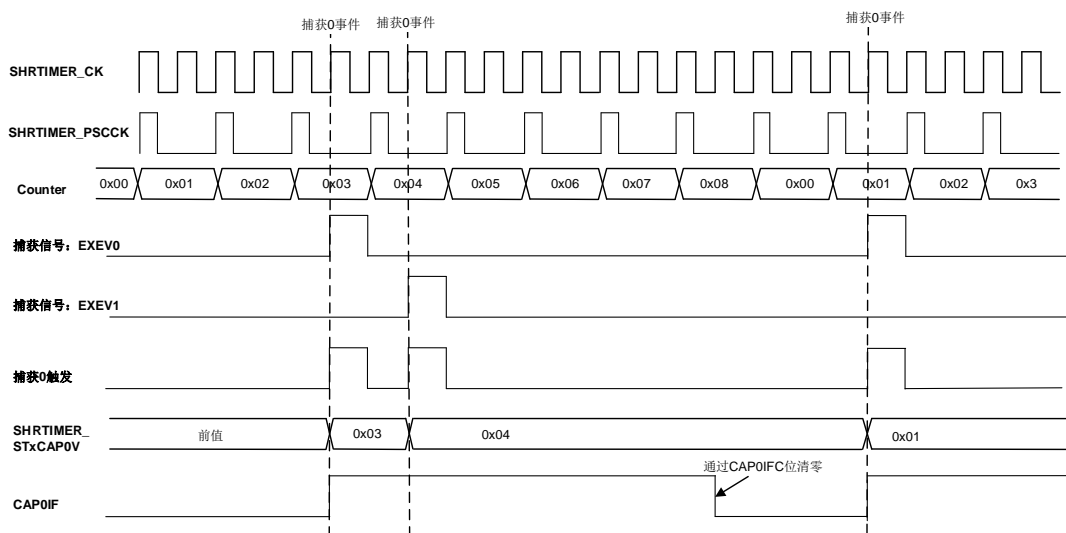 捕获0事件 捕获0事件 捕获0事件
SHRTIMER_CK
SHRTIMER_PSCCK
Counter 0x00 0x01 0x02 0x03 0x04 0x05 0x06 0x07 0x08 0x00 0x01 0x02 0x3
捕获信号：EXEV0
捕获信号：EXEV1
捕获0触发
SHRTIMER_
STxCAP0V
前值 0x03 0x04 0x01
通过CAP0IFC位清零
CAP0IF